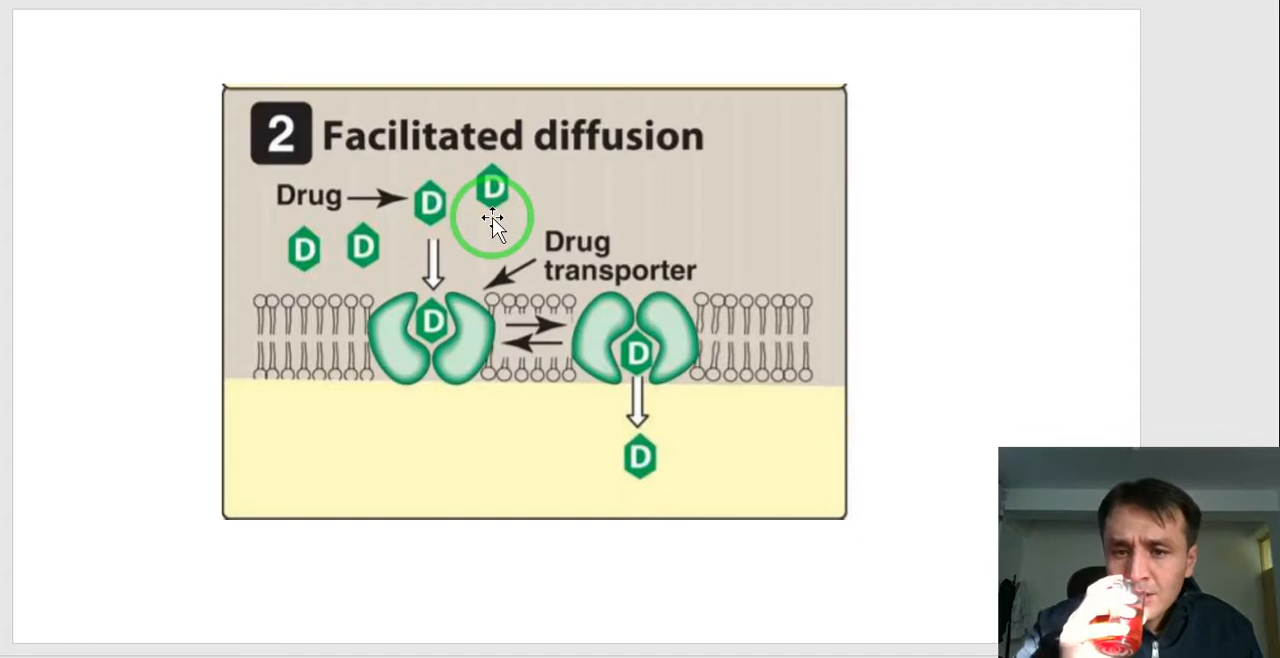 2 Facilitated diffusion
Drug D D
D D
Drug
transporter
D
D
D